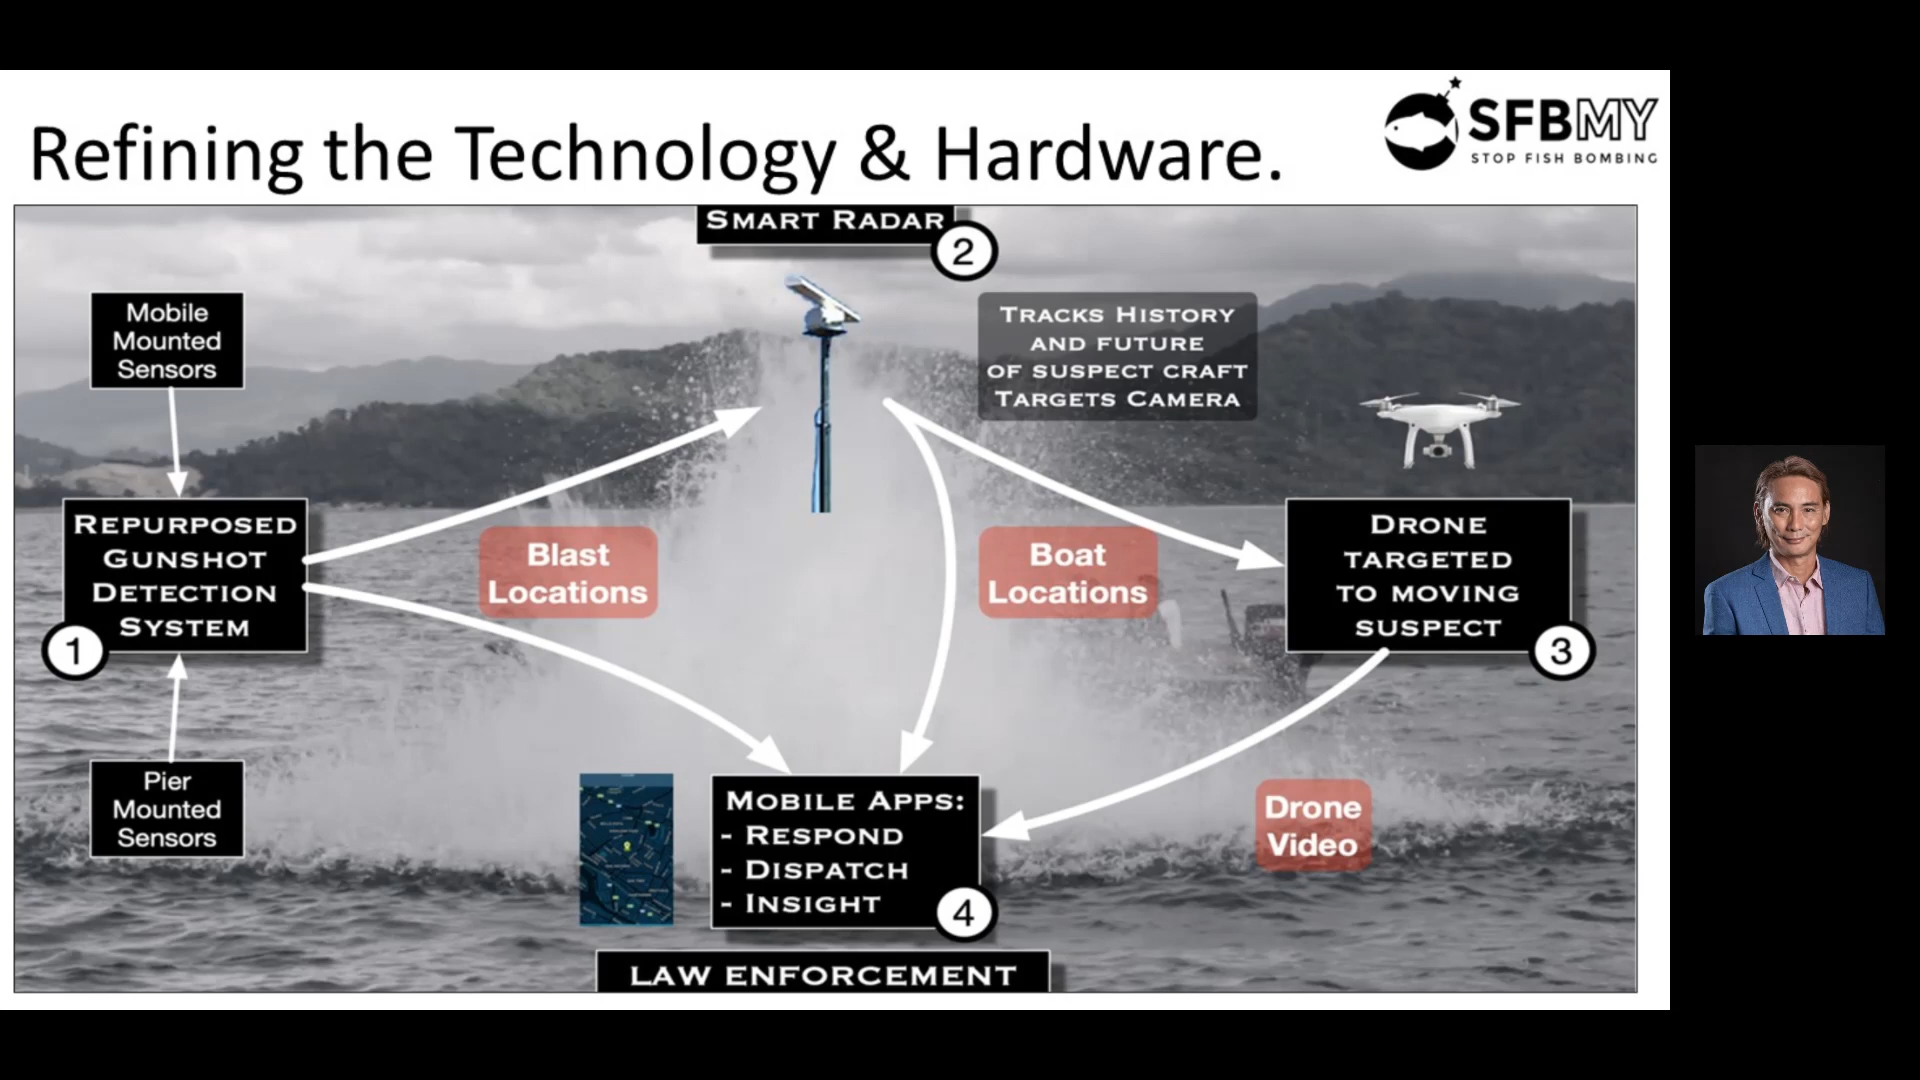 Refining the Technology & Hardware.
SFBMY
STOP FISH BOMBING
SMART RADAR
2
TRACKS HISTORY
AND FUTURE
OF SUSPECT CRAFT
TARGETS CAMERA
Mobile
Mounted
Sensors
REPURPOSED
GUNSHOT
DETECTION
SYSTEM
1
Pier
Mounted
Sensors
Blast
Locations
Boat
Locations
DRONE
TARGETED
TO MOVING
SUSPECT
3
Drone
Video
MOBILE APPS:
- RESPOND
- DISPATCH
- INSIGHT
4
LAW ENFORCEMENT